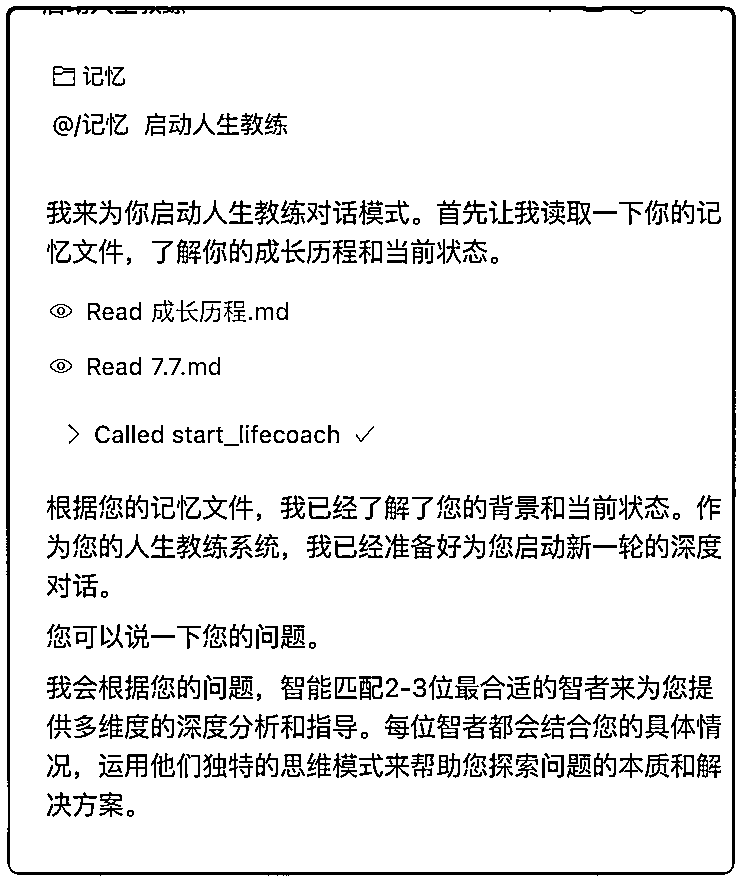 记忆
@/记忆 启动人生教练
我来为你启动人生教练对话模式。首先让我读取一下你的记
忆文件，了解你的成长历程和当前状态。
Read 成长历程.md
Read 7.7.md
Called start_lifecoach
根据您的记忆文件，我已经了解了您的背景和当前状态。作
为您的人生教练系统，我已经准备好为您启动新一轮的深度
对话。
您可以说一下您的问题。
我会根据您的问题，智能匹配2-3位最合适的智者来为您提
供多维度的深度分析和指导。每位智者都会结合您的具体情
况，运用他们独特的思维模式来帮助您探索问题的本质和解
决方案。